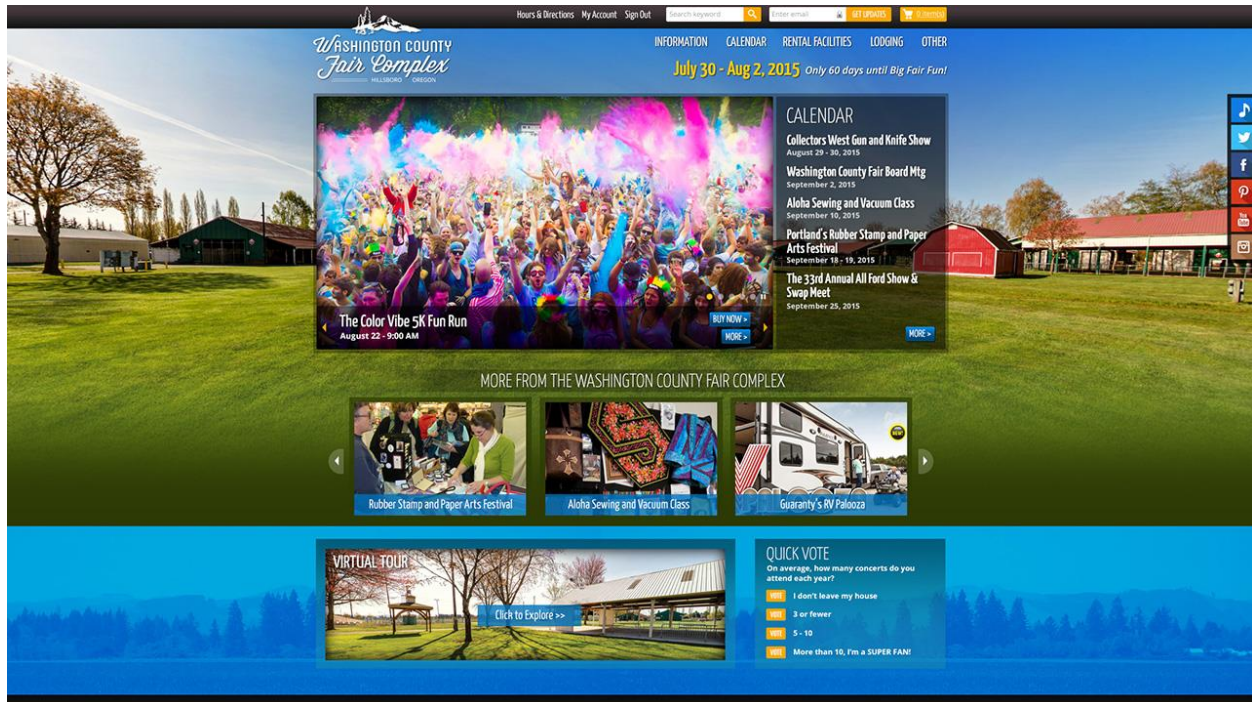 Hours & Directions My Account Sign Out Search keyword Enter email GET UPDATES 0 item(s)
WASHINGTON COUNTY
Fair Complex
HILLSBORO OREGON
INFORMATION CALENDAR RENTAL FACILITIES LODGING OTHER
July 30 - Aug 2, 2015 Only 60 days until Big Fair Fun!
The Color Vibe 5K Fun Run
August 22 - 9:00 AM
BUY NOW >
MORE >
CALENDAR
Collectors West Gun and Knife Show
August 29 - 30, 2015
Washington County Fair Board Mtg
September 2, 2015
Aloha Sewing and Vacuum Class
September 10, 2015
Portland's Rubber Stamp and Paper
Arts Festival
September 18 - 19, 2015
The 33rd Annual All Ford Show &
Swap Meet
September 25, 2015
MORE >
You
Tube
MORE FROM THE WASHINGTON COUNTY FAIR COMPLEX
Rubber Stamp and Paper Arts Festival
Aloha Sewing and Vacuum Class
NEW!
Guaranty's RV Palooza
VIRTUAL TOUR
Click to Explore >>
QUICK VOTE
On average, how many concerts do you
attend each year?
VOTE I don't leave my house
VOTE 3 or fewer
VOTE 5 - 10
VOTE More than 10, I'm a SUPER FAN!